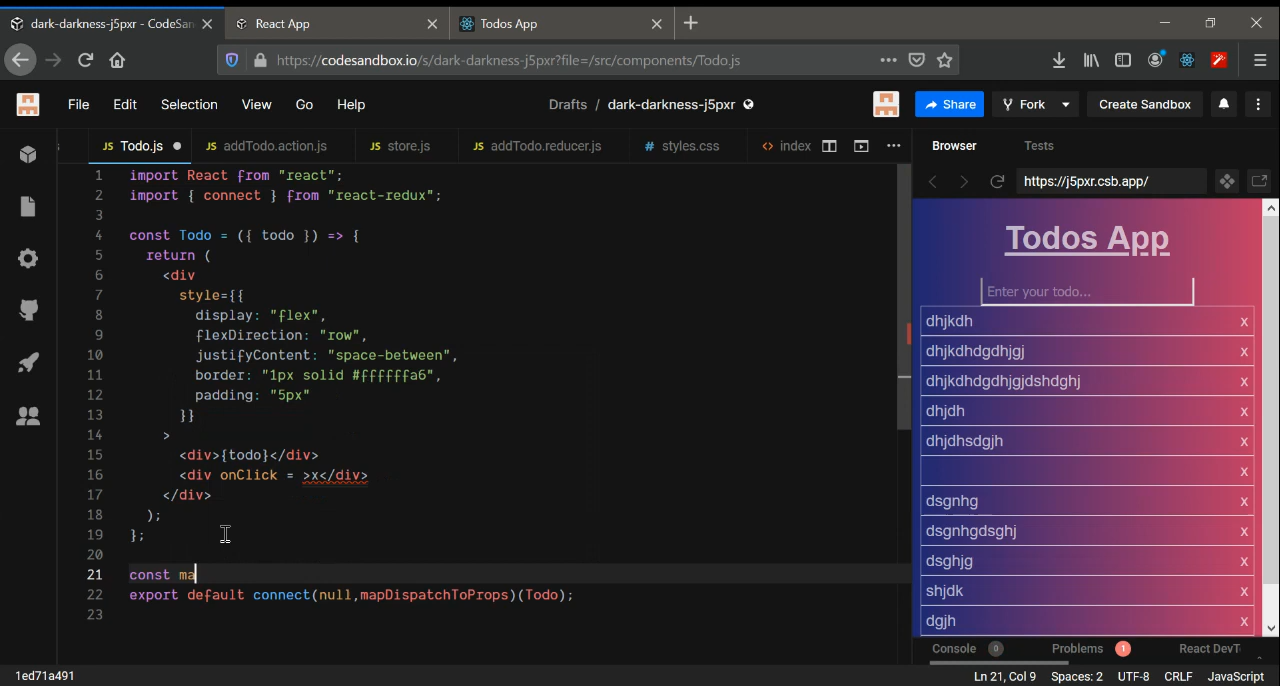 dark-darkness-j5pxr - CodeSan
React App
Todos App
https://codesandbox.io/s/dark-darkness-j5pxr?file=/src/components/Todo.js
File Edit Selection View Go Help
Drafts / dark-darkness-j5pxr
Share
Fork
Create Sandbox
JS Todo.js
JS addTodo.action.js
JS store.js
JS addTodo.reducer.js
# styles.css
<> index
Browser
Tests
https://j5pxr.csb.app/
1 import React from "react";
2 import { connect } from "react-redux";
3
4 const Todo = ({ todo }) => {
5 return (
6 <div
7 style={{
8 display: "flex",
9 flexDirection: "row",
10 justifyContent: "space-between",
11 border: "1px solid #ffffffa6",
12 padding: "5px"
13 }}
14 >
15 <div>{todo}</div>
16 <div onClick = >x</div>
17 </div>
18 );
19 };
20
21 const ma
22 export default connect(null,mapDispatchToProps)(Todo);
23
Todos App
Enter your todo...
dhjkdh x
dhjkdhdgdhjgj x
dhjkdhdgdhjgjdshdghj x
dhjdh x
dhjdhsdgjh x
x
dsgnhg x
dsgnhgdsghj x
dsghjg x
shjdk x
dgjh x
Console 0
Problems 1
React DevT
1ed71a491
Ln 21, Col 9 Spaces: 2 UTF-8 CRLF JavaScript